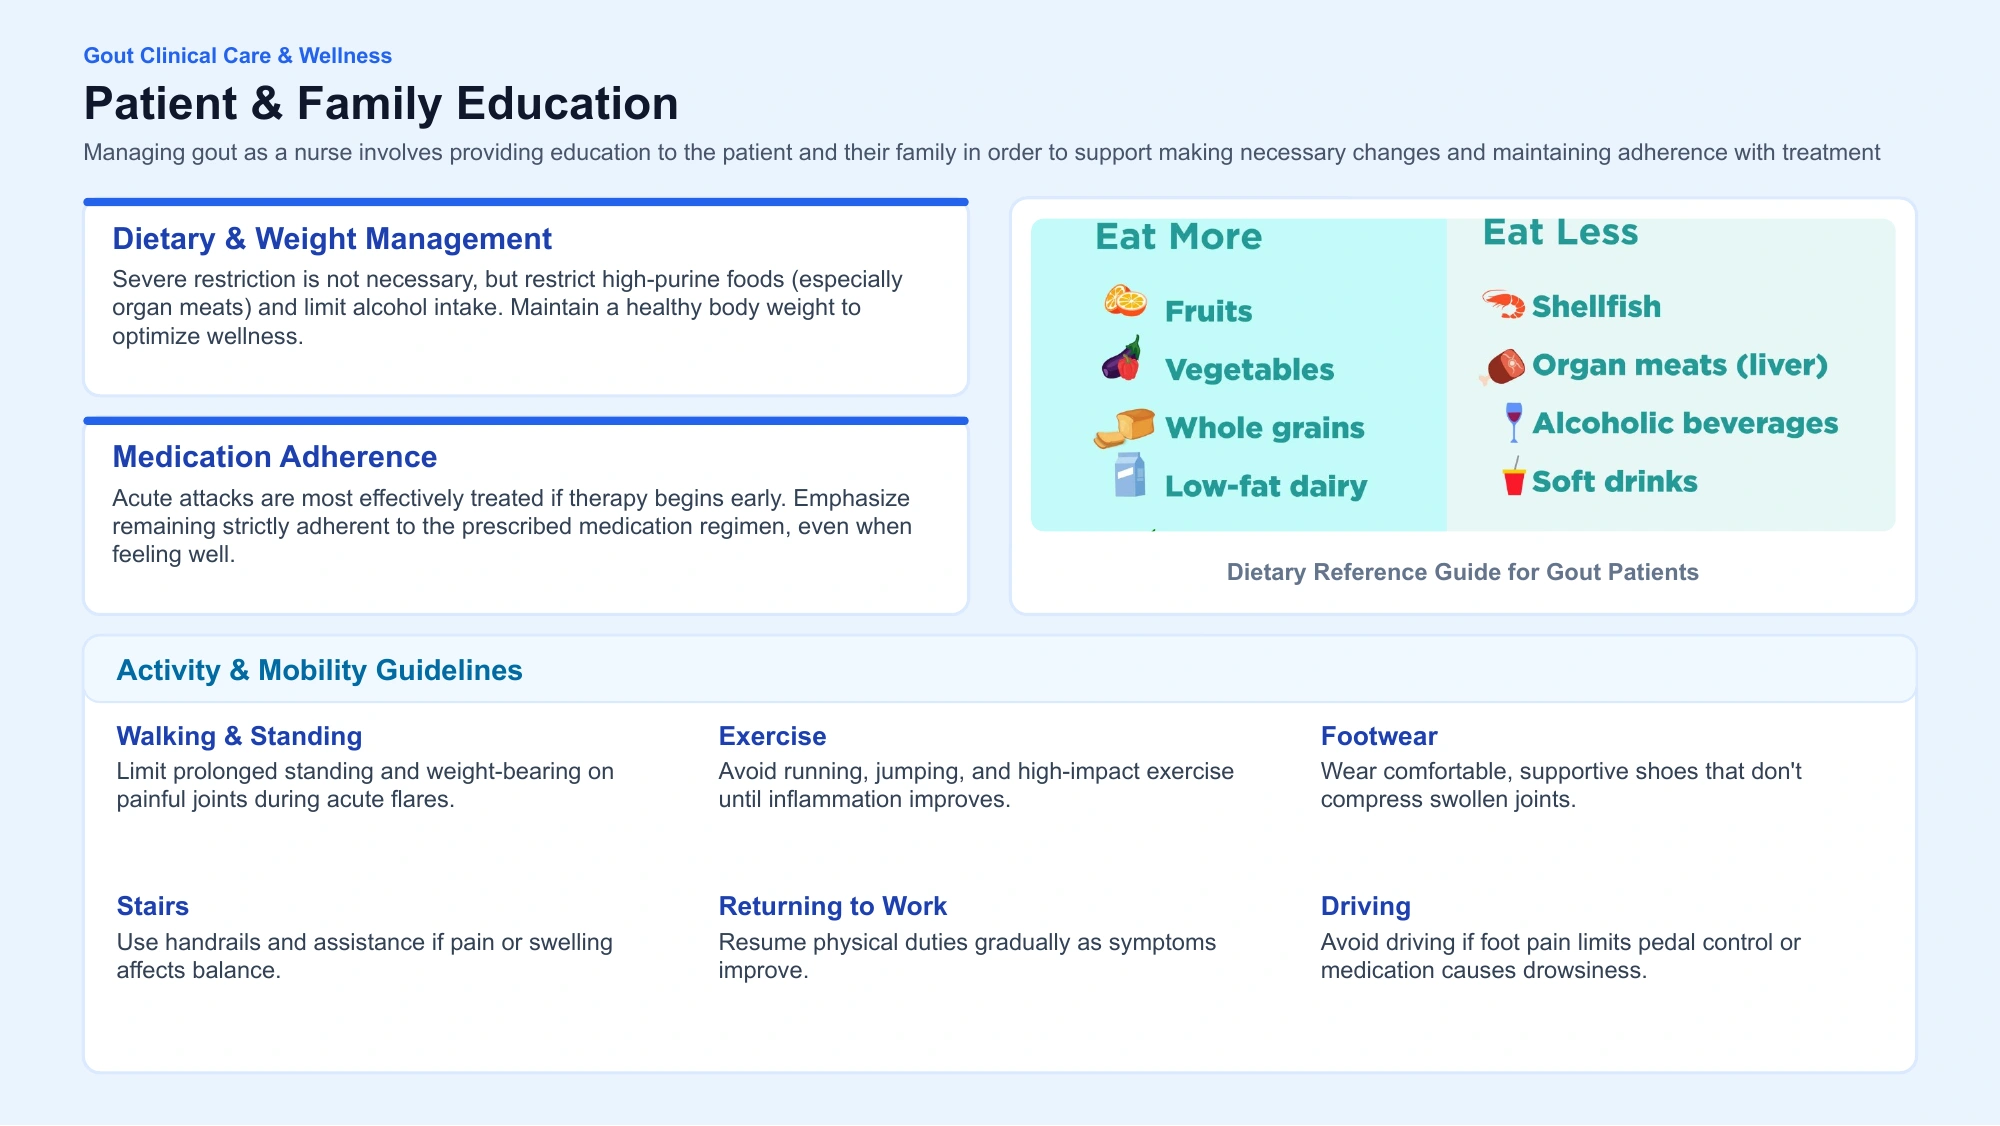 Gout Clinical Care & Wellness
Patient & Family Education
Managing gout as a nurse involves providing education to the patient and their family in order to support making necessary changes and maintaining adherence with treatment
Dietary & Weight Management
Severe restriction is not necessary, but restrict high-purine foods (especially
organ meats) and limit alcohol intake. Maintain a healthy body weight to
optimize wellness.
Medication Adherence
Acute attacks are most effectively treated if therapy begins early. Emphasize
remaining strictly adherent to the prescribed medication regimen, even when
feeling well.
Eat More
Fruits
Vegetables
Whole grains
Low-fat dairy
Eat Less
Shellfish
Organ meats (liver)
Alcoholic beverages
Soft drinks
Dietary Reference Guide for Gout Patients
Activity & Mobility Guidelines
Walking & Standing
Limit prolonged standing and weight-bearing on
painful joints during acute flares.
Exercise
Avoid running, jumping, and high-impact exercise
until inflammation improves.
Footwear
Wear comfortable, supportive shoes that don't
compress swollen joints.
Stairs
Use handrails and assistance if pain or swelling
affects balance.
Returning to Work
Resume physical duties gradually as symptoms
improve.
Driving
Avoid driving if foot pain limits pedal control or
medication causes drowsiness.